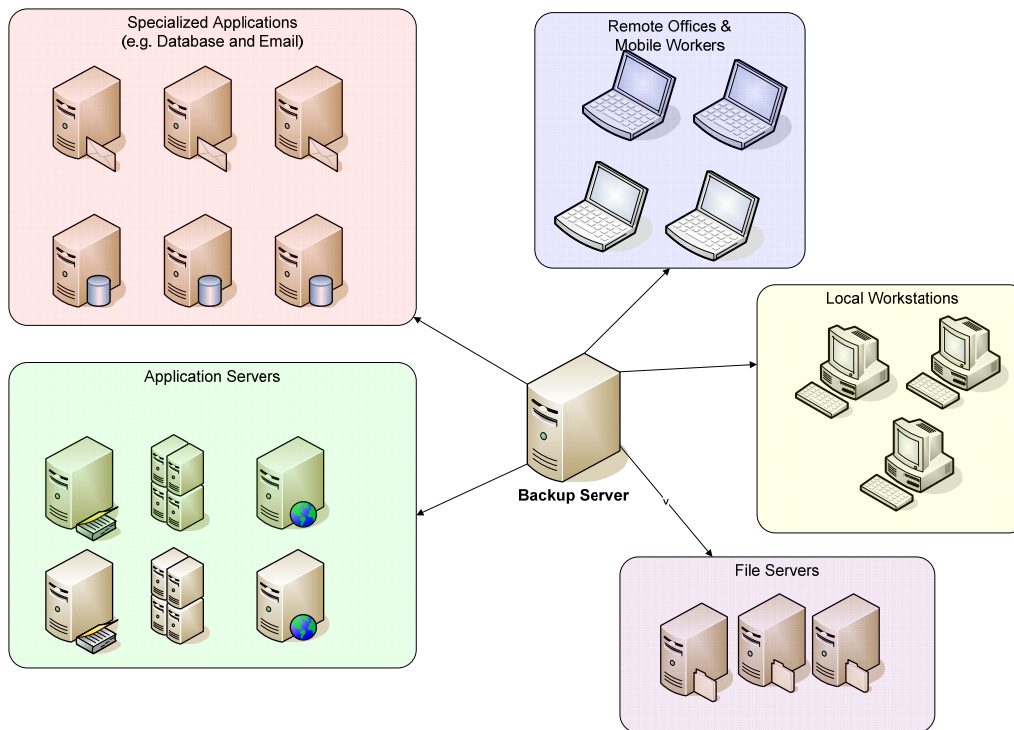 Specialized Applications
(e.g. Database and Email)
Remote Offices &
Mobile Workers
Local Workstations
Application Servers
Backup Server
v
File Servers